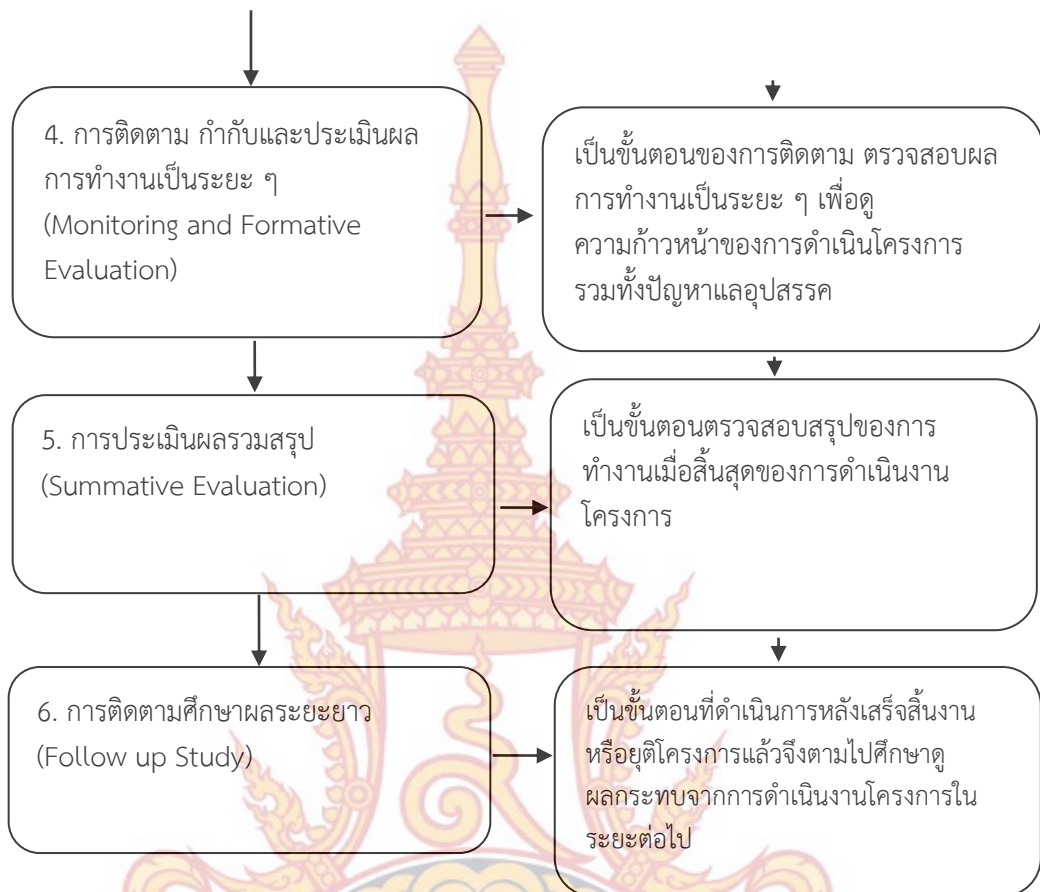 4. การติดตาม กำกับและประเมินผล
การทำงานเป็นระยะ ๆ
(Monitoring and Formative
Evaluation)
เป็นขั้นตอนของการติดตาม ตรวจสอบผล
การทำงานเป็นระยะ ๆ เพื่อดู
ความก้าวหน้าของการดำเนินโครงการ
รวมทั้งปัญหาแลอุปสรรค
5. การประเมินผลรวมสรุป
(Summative Evaluation)
เป็นขั้นตอนตรวจสอบสรุปของการ
ทำงานเมื่อสิ้นสุดของการดำเนินงาน
โครงการ
6. การติดตามศึกษาผลระยะยาว
(Follow up Study)
เป็นขั้นตอนที่ดำเนินการหลังเสร็จสิ้นงาน
หรือยุติโครงการแล้วจึงตามไปศึกษาดู
ผลกระทบจากการดำเนินงานโครงการใน
ระยะต่อไป